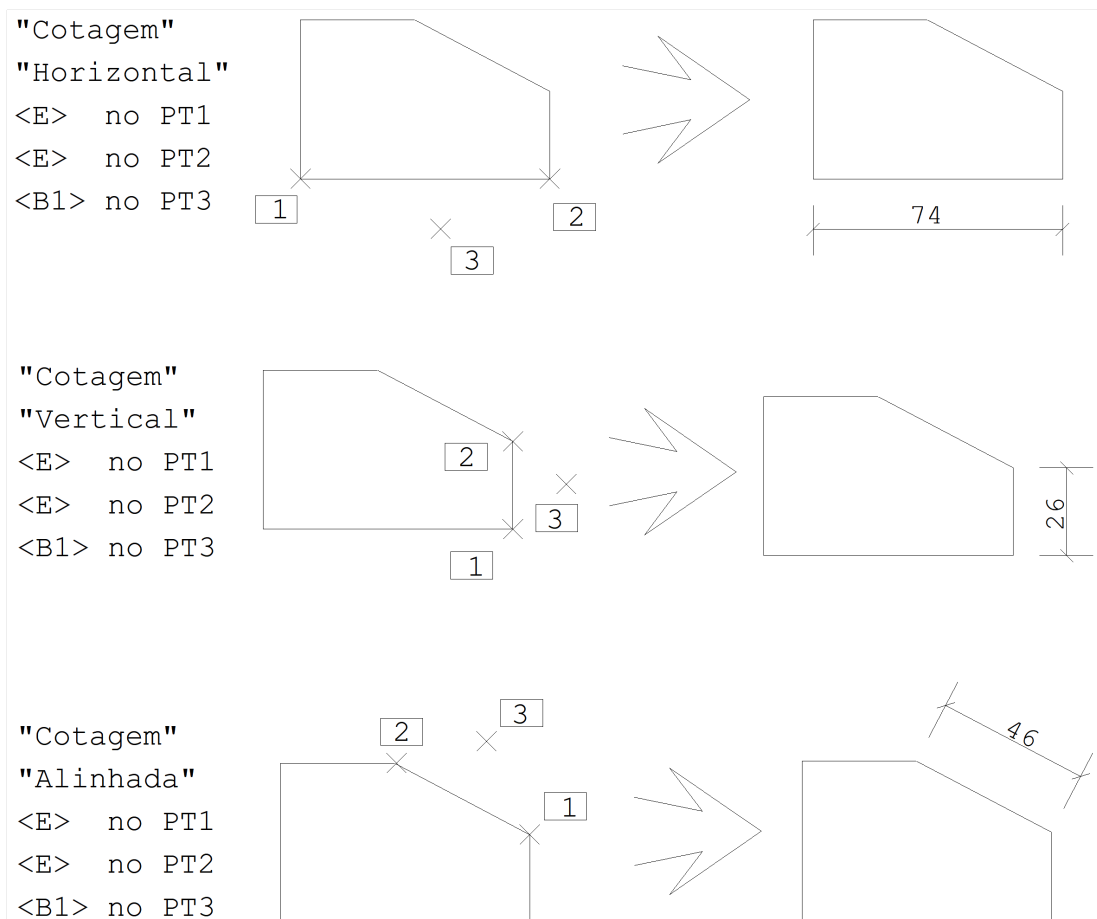 "Cotagem"
"Horizontal"
<E> no PT1
<E> no PT2
<B1> no PT3
1
2
3
74
"Cotagem"
"Vertical"
<E> no PT1
<E> no PT2
<B1> no PT3
2
3
1
26
"Cotagem"
"Alinhada"
<E> no PT1
<E> no PT2
<B1> no PT3
3
2
1
46